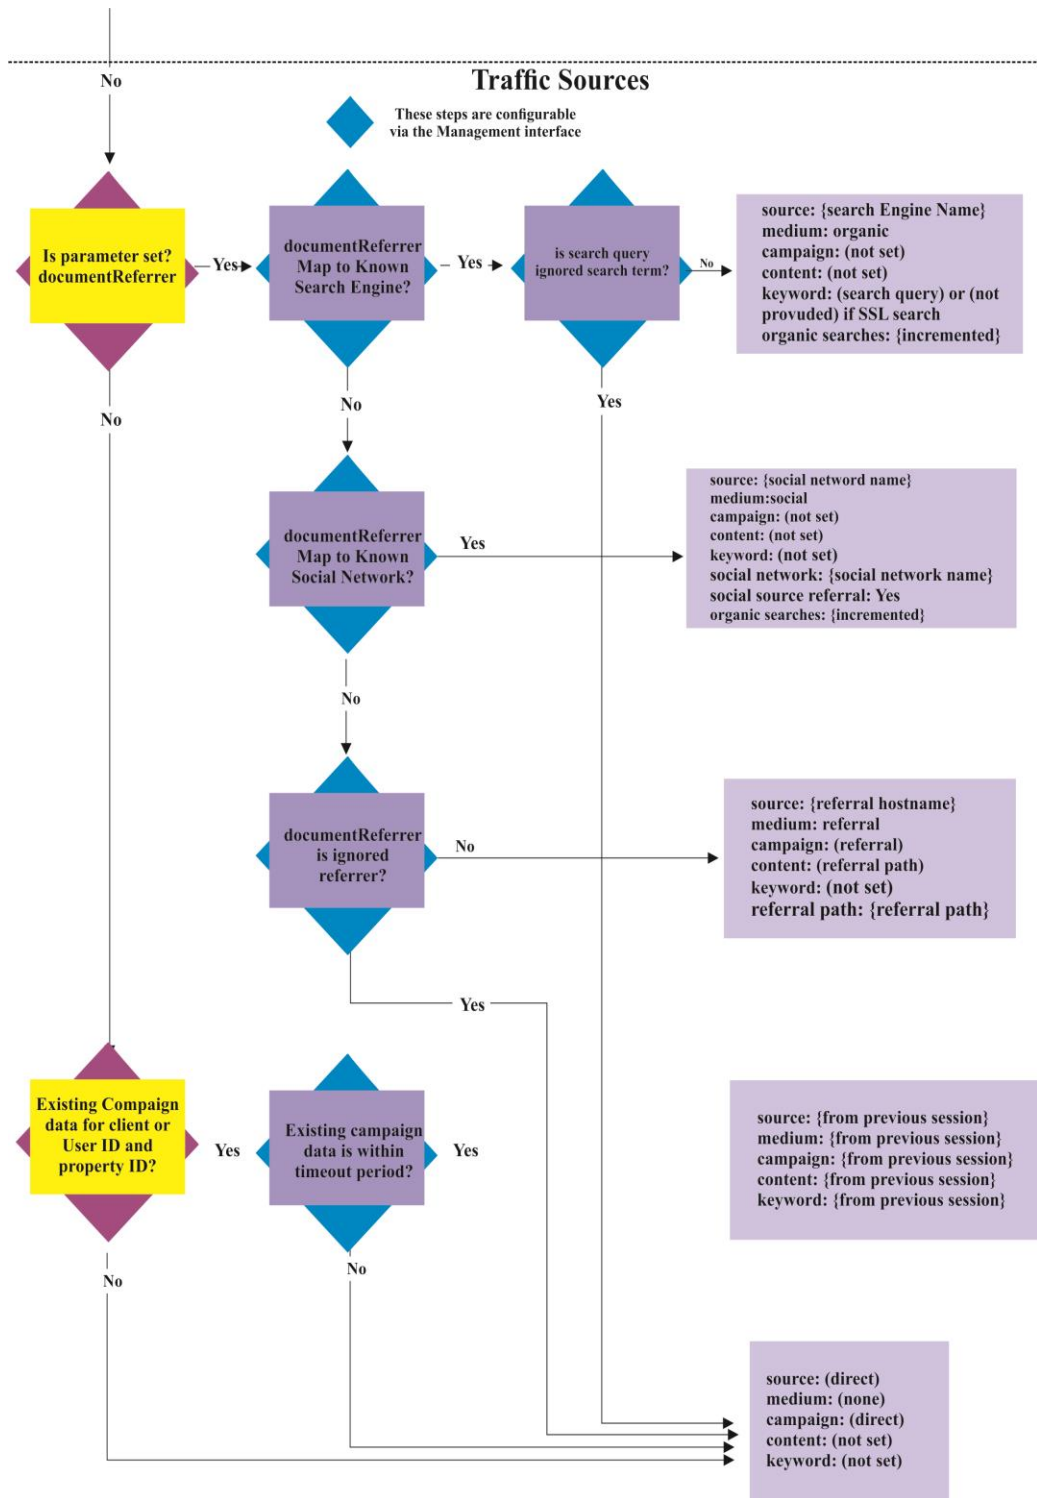 No
Traffic Sources
These steps are configurable
via the Management interface
Is parameter set?
documentReferrer
Yes
documentReferrer
Map to Known
Search Engine?
Yes
is search query
ignored search term?
No
source: {search Engine Name}
medium: organic
campaign: (not set)
content: (not set)
keyword: (search query) or (not
provuded) if SSL search
organic searches: {incremented}
No
No
Yes
documentReferrer
Map to Known
Social Network?
Yes
source: {social netword name}
medium:social
campaign: (not set)
content: (not set)
keyword: (not set)
social network: {social network name}
social source referral: Yes
organic searches: {incremented}
No
documentReferrer
is ignored
referrer?
No
source: {referral hostname}
medium: referral
campaign: (referral)
content: (referral path)
keyword: (not set)
referral path: {referral path}
Yes
Existing Compaign
data for client or
User ID and
property ID?
Yes
Existing campaign
data is within
timeout period?
Yes
source: {from previous session}
medium: {from previous session}
campaign: {from previous session}
content: {from previous session}
keyword: {from previous session}
No
No
source: (direct)
medium: (none)
campaign: (direct)
content: (not set)
keyword: (not set)